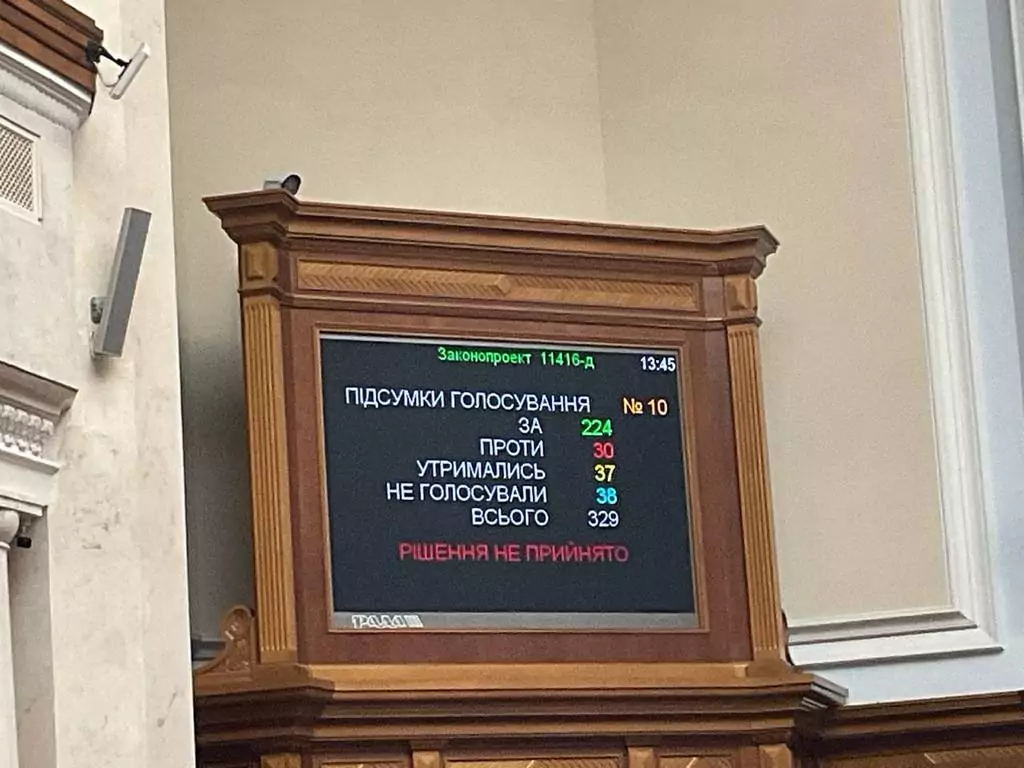 Законопроект 11416-д 13:45
ПІДСУМКИ ГОЛОСУВАННЯ № 10
ЗА 224
ПРОТИ 30
УТРИМАЛИСЬ 37
НЕ ГОЛОСУВАЛИ 38
ВСЬОГО 329
РІШЕННЯ НЕ ПРИЙНЯТО